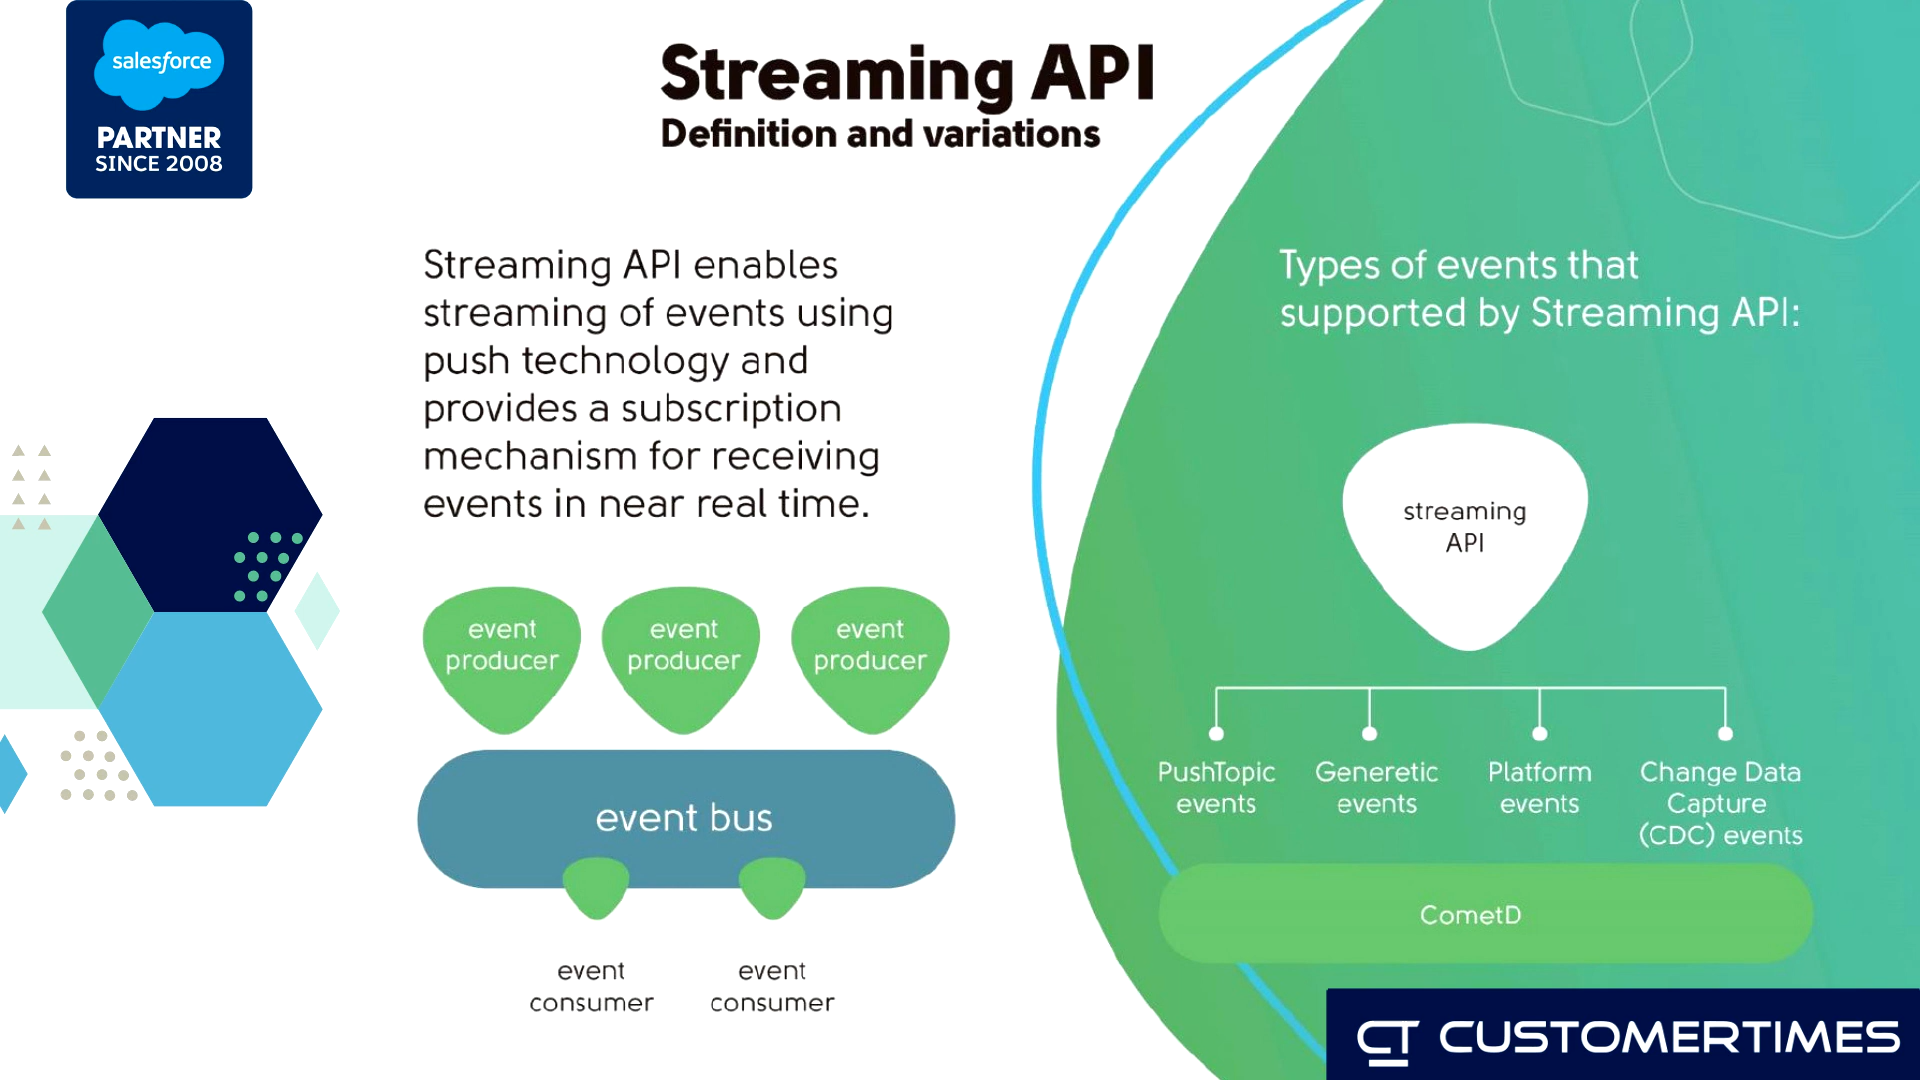 salesforce
PARTNER
SINCE 2008
Streaming API
Definition and variations
Streaming API enables
streaming of events using
push technology and
provides a subscription
mechanism for receiving
events in near real time.
event
producer
event
producer
event
producer
event bus
event
consumer
event
consumer
Types of events that
supported by Streaming API:
streaming
API
PushTopic
events
Generetic
events
Platform
events
Change Data
Capture
(CDC) events
CometD
CT CUSTOMERTIMES